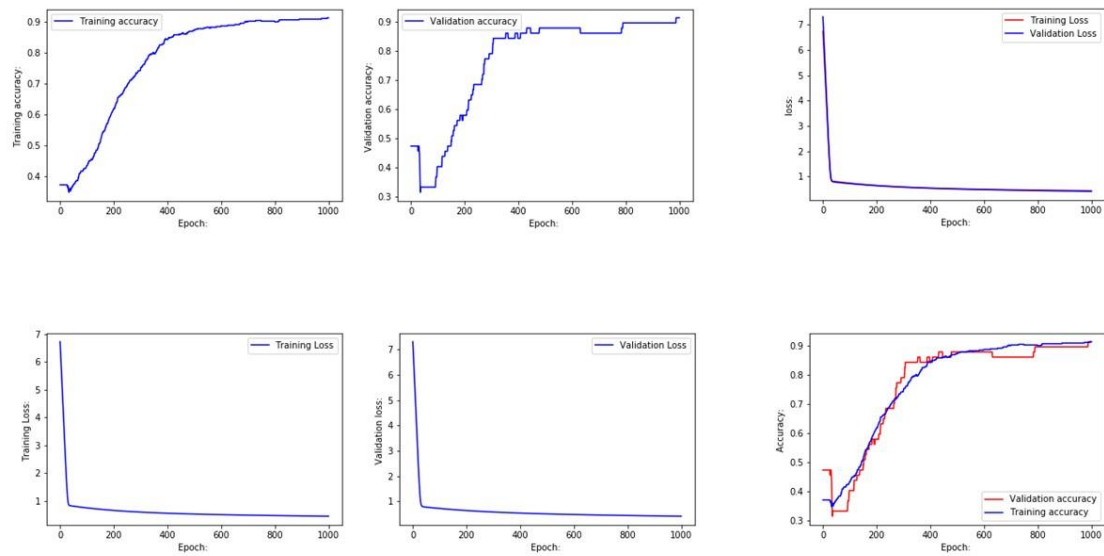 Training accuracy
0.9
0.8
0.7
0.6
0.5
0.4
Training accuracy:
0 200 400 600 800 1000
Epoch:
Validation accuracy
0.9
0.8
0.7
0.6
0.5
0.4
0.3
Validation accuracy:
0 200 400 600 800 1000
Epoch:
Training Loss
Validation Loss
7
6
5
4
3
2
1
loss:
0 200 400 600 800 1000
Epoch:
Training Loss
7
6
5
4
3
2
1
Training Loss:
0 200 400 600 800 1000
Epoch:
Validation Loss
7
6
5
4
3
2
1
Validation loss:
0 200 400 600 800 1000
Epoch:
0.9
0.8
0.7
0.6
0.5
0.4
0.3
Accuracy:
Validation accuracy
Training accuracy
0 200 400 600 800 1000
Epoch: